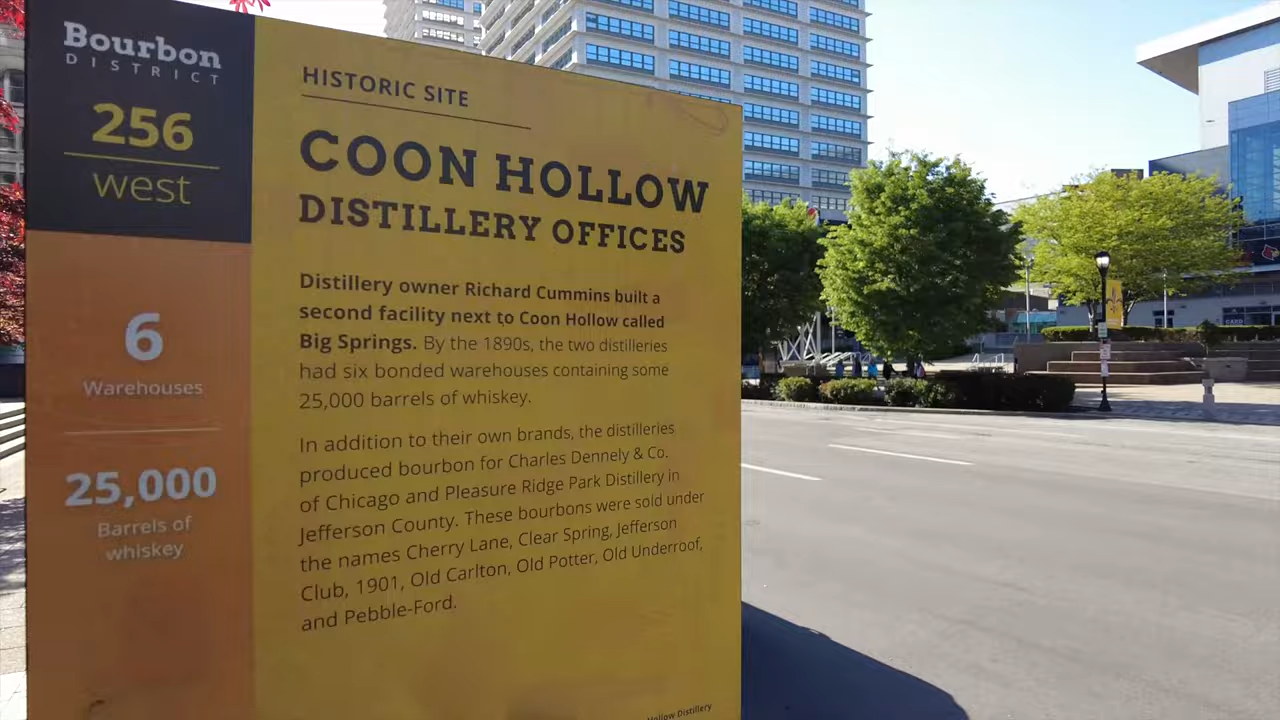 Bourbon
DISTRICT
256
west
6
Warehouses
25,000
Barrels of
whiskey
HISTORIC SITE
COON HOLLOW
DISTILLERY OFFICES
Distillery owner Richard Cummins built a
second facility next to Coon Hollow called
Big Springs. By the 1890s, the two distilleries
had six bonded warehouses containing some
25,000 barrels of whiskey.
In addition to their own brands, the distilleries
produced bourbon for Charles Dennely & Co.
of Chicago and Pleasure Ridge Park Distillery in
Jefferson County. These bourbons were sold under
the names Cherry Lane, Clear Spring, Jefferson
Club, 1901, Old Carlton, Old Potter, Old Underroof,
and Pebble-Ford.
Hollow Distillery